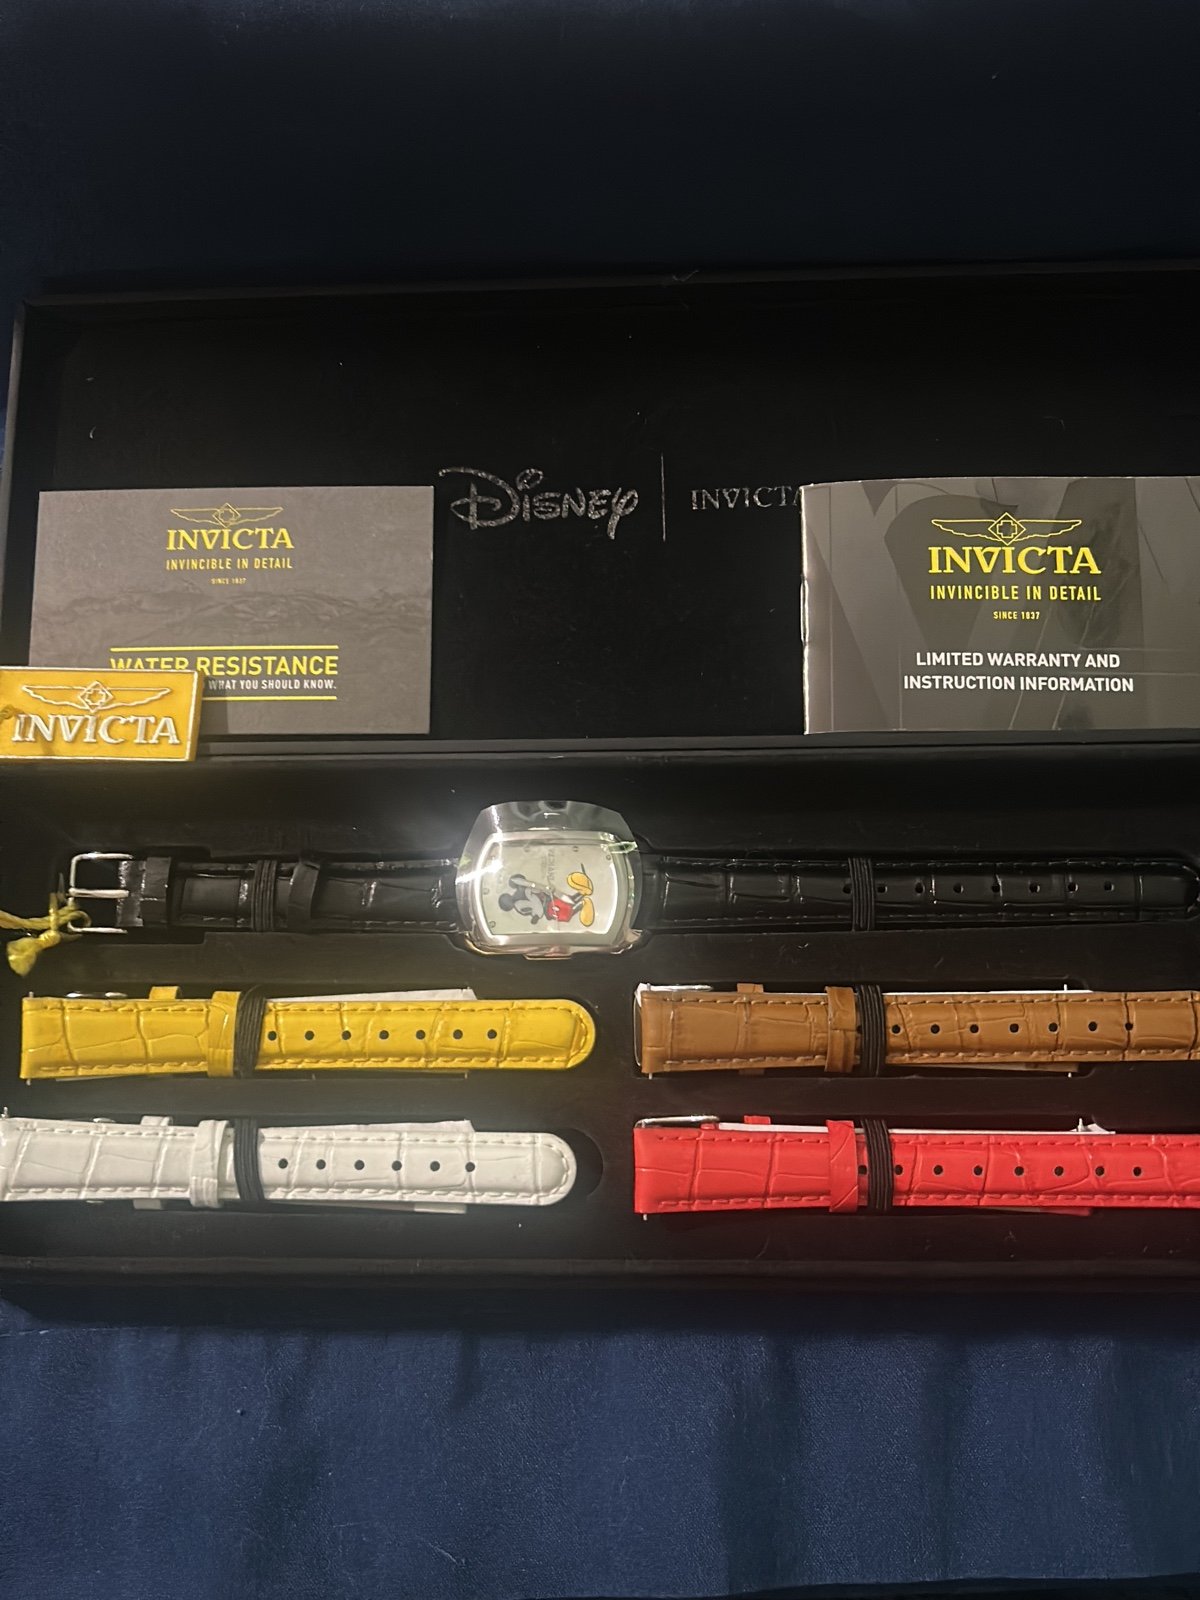 Disney | INVICTA
INVICTA
INVINCIBLE IN DETAIL
SINCE 1837
WATER RESISTANCE
WHAT YOU SHOULD KNOW.
INVICTA
INVICTA
INVINCIBLE IN DETAIL
SINCE 1837
LIMITED WARRANTY AND
INSTRUCTION INFORMATION
INVICTA